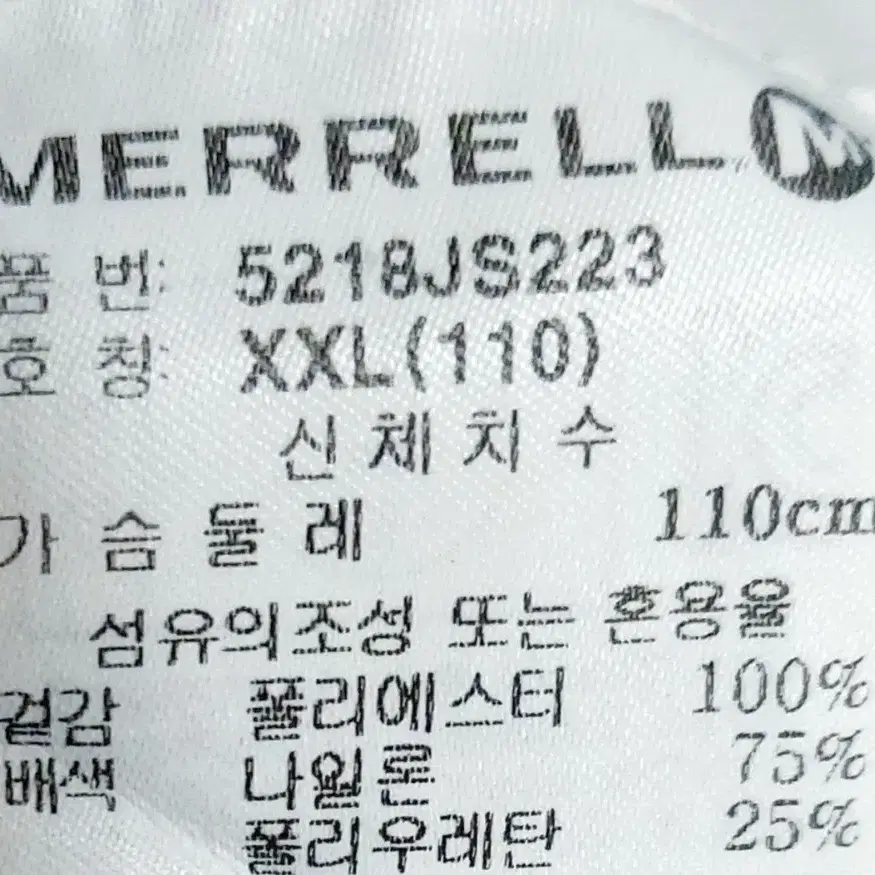 MERRELL
품 번: 5218JS223
호 칭: XXL(110)
신체치수
가슴둘레 110cm
섬유의조성 또는 혼용율
겉감 폴리에스터 100%
배색 나일론 75%
폴리우레탄 25%